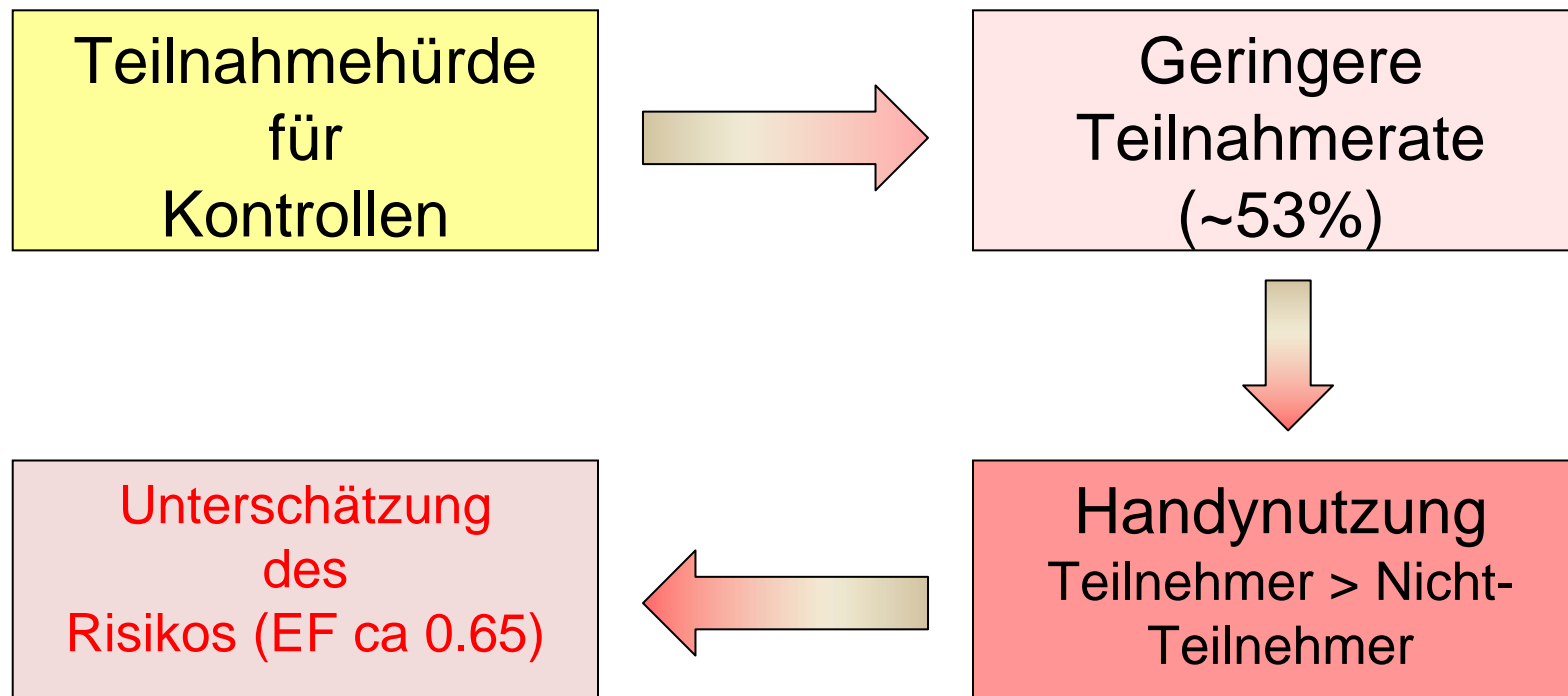 Teilnahmehürde
für
Kontrollen
Geringere
Teilnahmerate
(~53%)
Handynutzung
Teilnehmer > Nicht-
Teilnehmer
Unterschätzung
des
Risikos (EF ca 0.65)